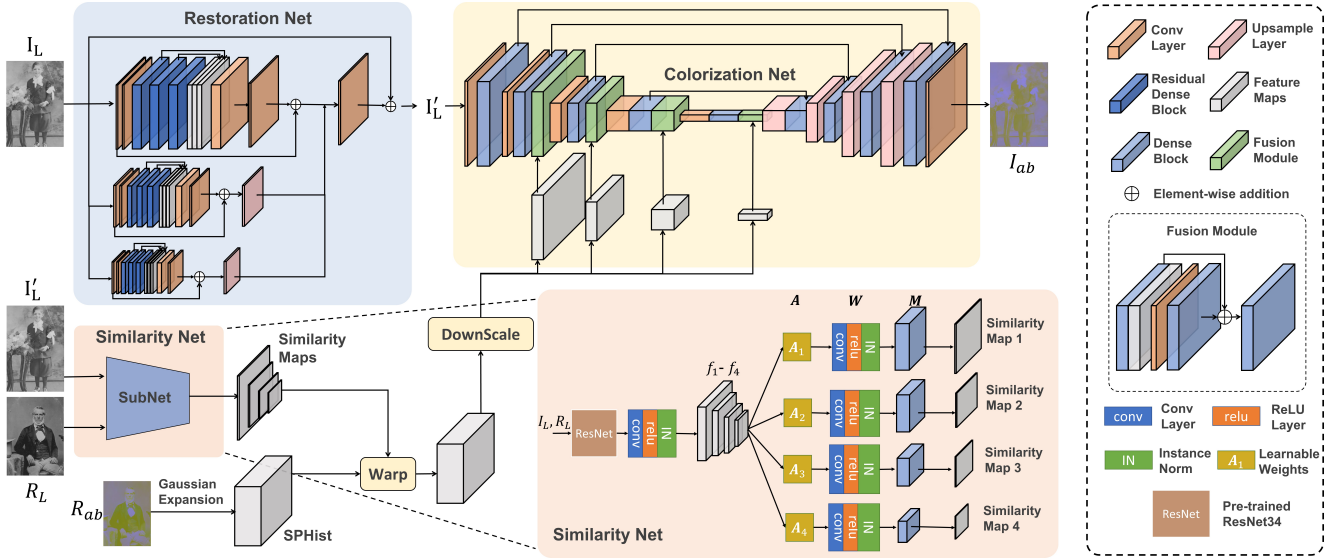 Restoration Net
I_L
I'_L
Colorization Net
I_ab
Conv
Layer
Upsample
Layer
Residual
Dense
Block
Feature
Maps
Dense
Block
Fusion
Module
Element-wise addition
Fusion Module
I'_L
Similarity Net
SubNet
R_L
Similarity
Maps
R_ab
Gaussian
Expansion
SPHist
Warp
DownScale
A
W
M
I_L, R_L
ResNet
conv
relu
IN
f_1- f_4
A_1
conv
relu
IN
Similarity
Map 1
A_2
conv
relu
IN
Similarity
Map 2
A_3
conv
relu
IN
Similarity
Map 3
A_4
conv
relu
IN
Similarity
Map 4
Similarity Net
conv
Conv
Layer
relu
ReLU
Layer
IN
Instance
Norm
A_1
Learnable
Weights
ResNet
Pre-trained
ResNet34